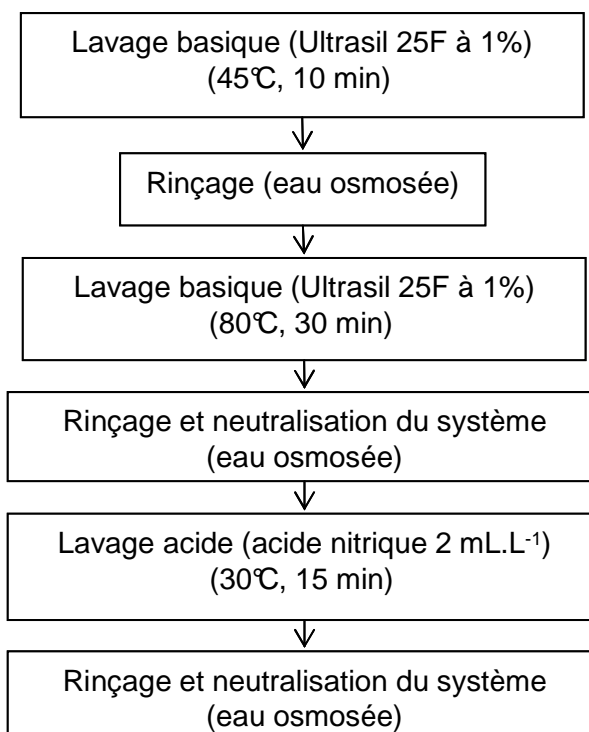 Lavage basique (Ultrasil 25F à 1%)
(45°C, 10 min)
Rinçage (eau osmosée)
Lavage basique (Ultrasil 25F à 1%)
(80°C, 30 min)
Rinçage et neutralisation du système
(eau osmosée)
Lavage acide (acide nitrique 2 mL.L⁻¹)
(30°C, 15 min)
Rinçage et neutralisation du système
(eau osmosée)